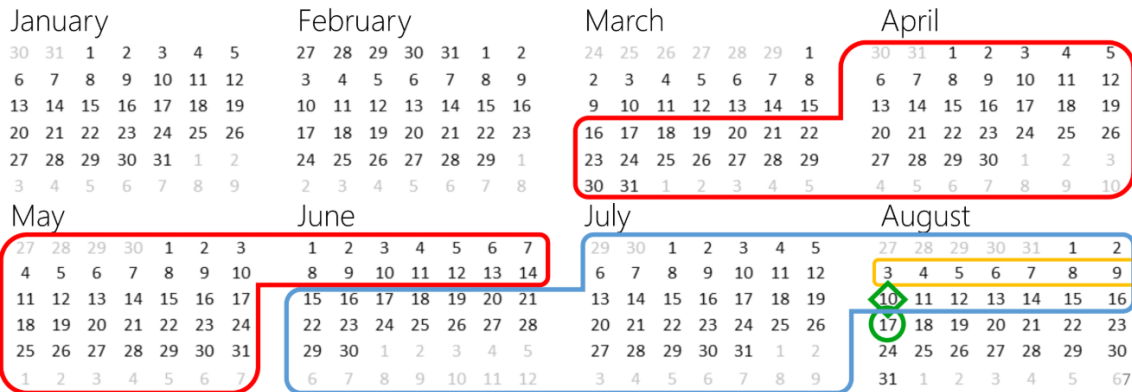 January
30 31 1 2 3 4 5
6 7 8 9 10 11 12
13 14 15 16 17 18 19
20 21 22 23 24 25 26
27 28 29 30 31 1 2
3 4 5 6 7 8 9
February
27 28 29 30 31 1 2
3 4 5 6 7 8 9
10 11 12 13 14 15 16
17 18 19 20 21 22 23
24 25 26 27 28 29 1
2 3 4 5 6 7 8
March
24 25 26 27 28 29 1
2 3 4 5 6 7 8
9 10 11 12 13 14 15
16 17 18 19 20 21 22
23 24 25 26 27 28 29
30 31 1 2 3 4 5
April
30 31 1 2 3 4 5
6 7 8 9 10 11 12
13 14 15 16 17 18 19
20 21 22 23 24 25 26
27 28 29 30 1 2 3
4 5 6 7 8 9 10
May
27 28 29 30 1 2 3
4 5 6 7 8 9 10
11 12 13 14 15 16 17
18 19 20 21 22 23 24
25 26 27 28 29 30 31
1 2 3 4 5 6 7
June
1 2 3 4 5 6 7
8 9 10 11 12 13 14
15 16 17 18 19 20 21
22 23 24 25 26 27 28
29 30 1 2 3 4 5
6 7 8 9 10 11 12
July
29 30 1 2 3 4 5
6 7 8 9 10 11 12
13 14 15 16 17 18 19
20 21 22 23 24 25 26
27 28 29 30 31 1 2
3 4 5 6 7 8 9
August
27 28 29 30 31 1 2
3 4 5 6 7 8 9
10 11 12 13 14 15 16
17 18 19 20 21 22 23
24 25 26 27 28 29 30
31 1 2 3 4 5 67